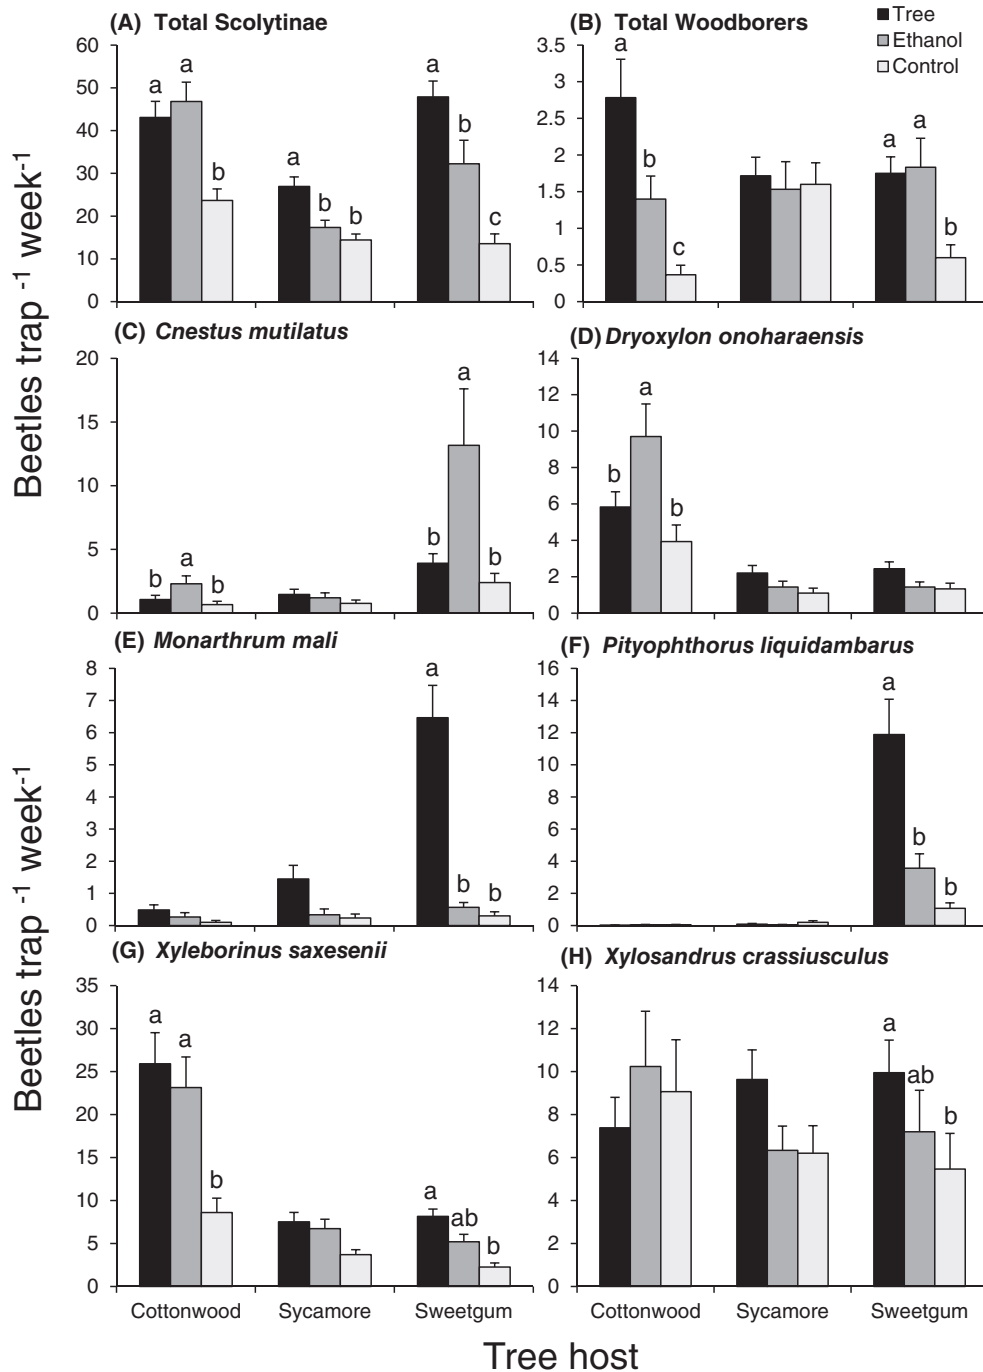 (A) Total Scolytinae
(B) Total Woodborers
Tree
Ethanol
Control
60
50
40
30
20
10
0
a
a
b
a
b
b
a
b
c
3.5
3
2.5
2
1.5
1
0.5
0
a
b
c
a
a
b
Beetles trap -1 week-1
(C) Cnestus mutilatus
(D) Dryoxylon onoharaensis
20
15
10
5
0
b
a
b
b
a
b
14
12
10
8
6
4
2
0
b
a
b
(E) Monarthrum mali
(F) Pityophthorus liquidambarus
8
7
6
5
4
3
2
1
0
a
b
b
16
14
12
10
8
6
4
2
0
a
b
b
Beetles trap -1 week-1
(G) Xyleborinus saxesenii
(H) Xylosandrus crassiusculus
35
30
25
20
15
10
5
0
a
a
b
a
ab
b
14
12
10
8
6
4
2
0
a
ab
b
Cottonwood Sycamore Sweetgum
Cottonwood Sycamore Sweetgum
Tree host